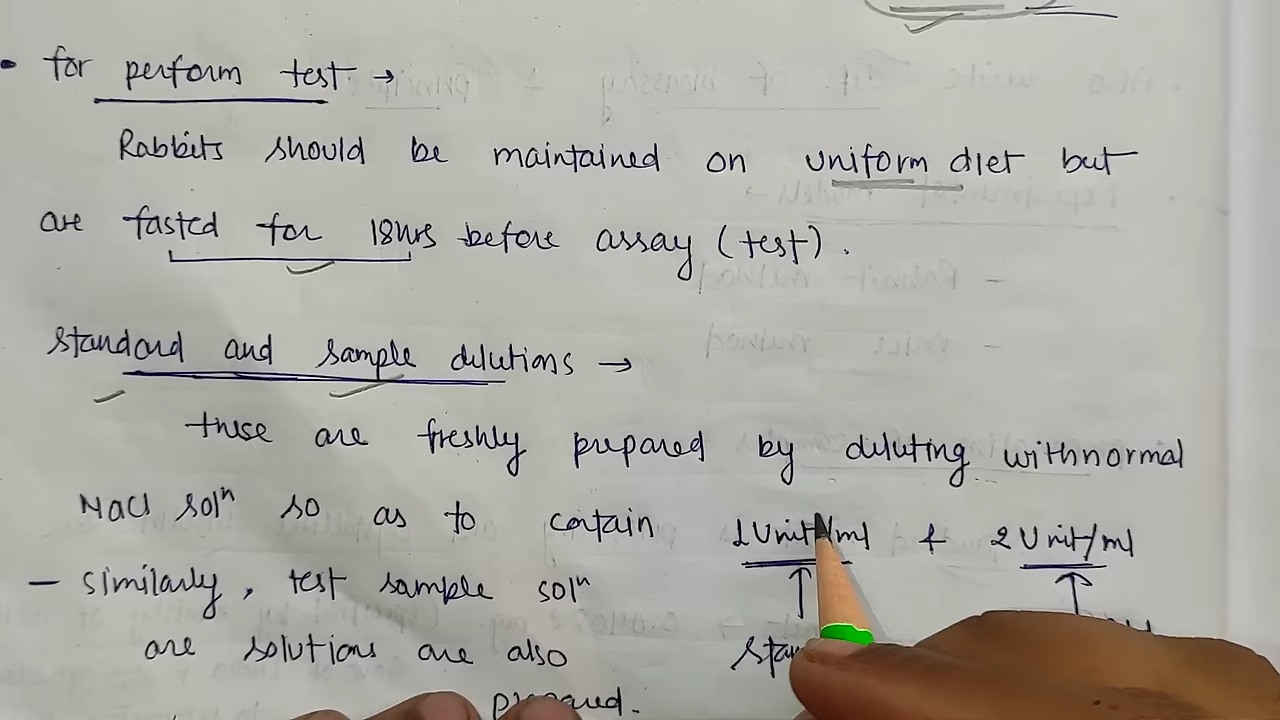 • for perform test →
Rabbits should be maintained on uniform diet but
are fasted for 18hrs before assay (test).
Standard and sample dilutions →
these are freshly prepared by diluting with normal
NaCl solⁿ so as to contain 1 Unit/ml + 2 Unit/ml
- similarly, test sample solⁿ
are solutions are also
prepared.